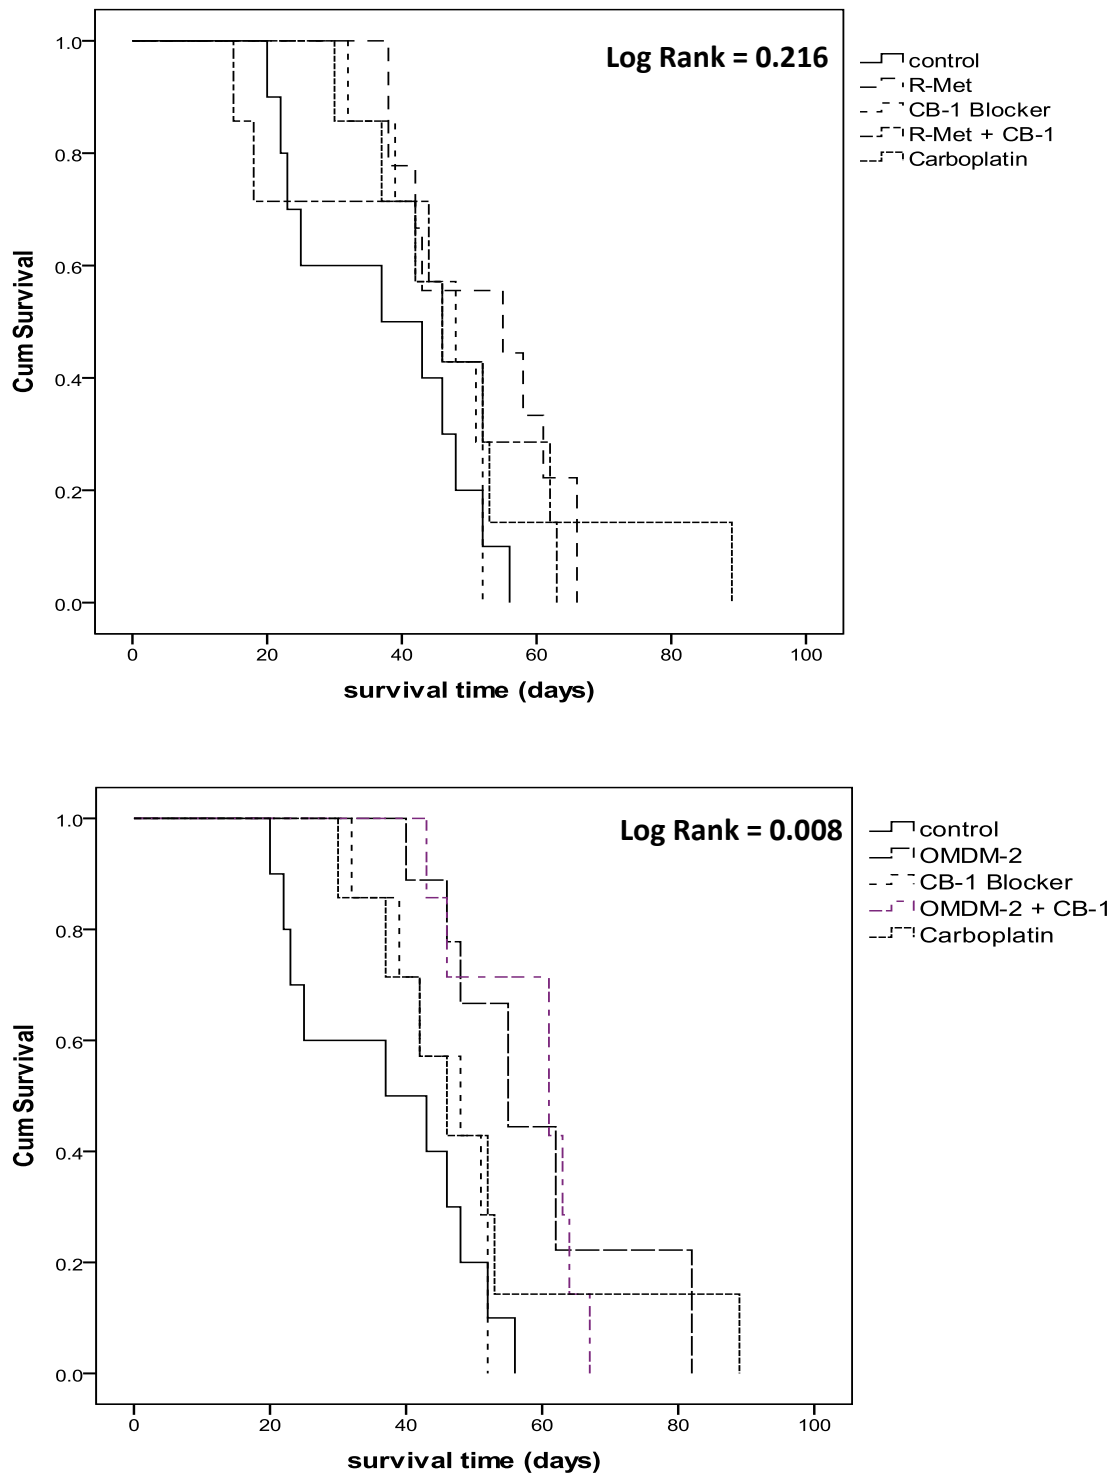 Log Rank = 0.216
control
R-Met
CB-1 Blocker
R-Met + CB-1
Carboplatin
1.0
0.8
0.6
0.4
0.2
0.0
Cum Survival
0 20 40 60 80 100
survival time (days)
Log Rank = 0.008
control
OMDM-2
CB-1 Blocker
OMDM-2 + CB-1
Carboplatin
1.0
0.8
0.6
0.4
0.2
0.0
Cum Survival
0 20 40 60 80 100
survival time (days)